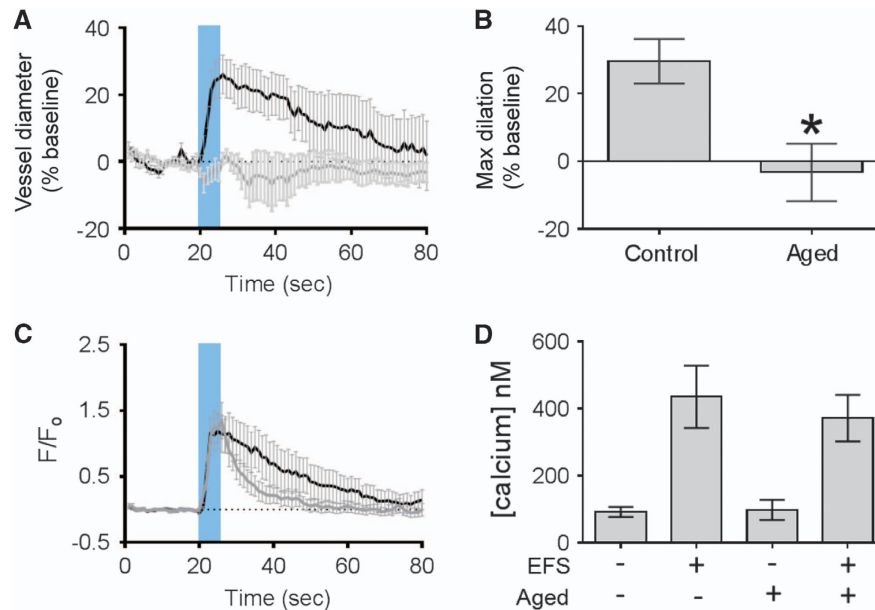 A
Vessel diameter
(% baseline)
40
20
0
-20
0 20 40 60 80
Time (sec)
B
Max dilation
(% baseline)
40
20
0
-20
*
Control Aged
C
F/Fo
2.5
1.5
0.5
-0.5
0 20 40 60 80
Time (sec)
D
[calcium] nM
600
400
200
0
EFS - + - +
Aged - - + +